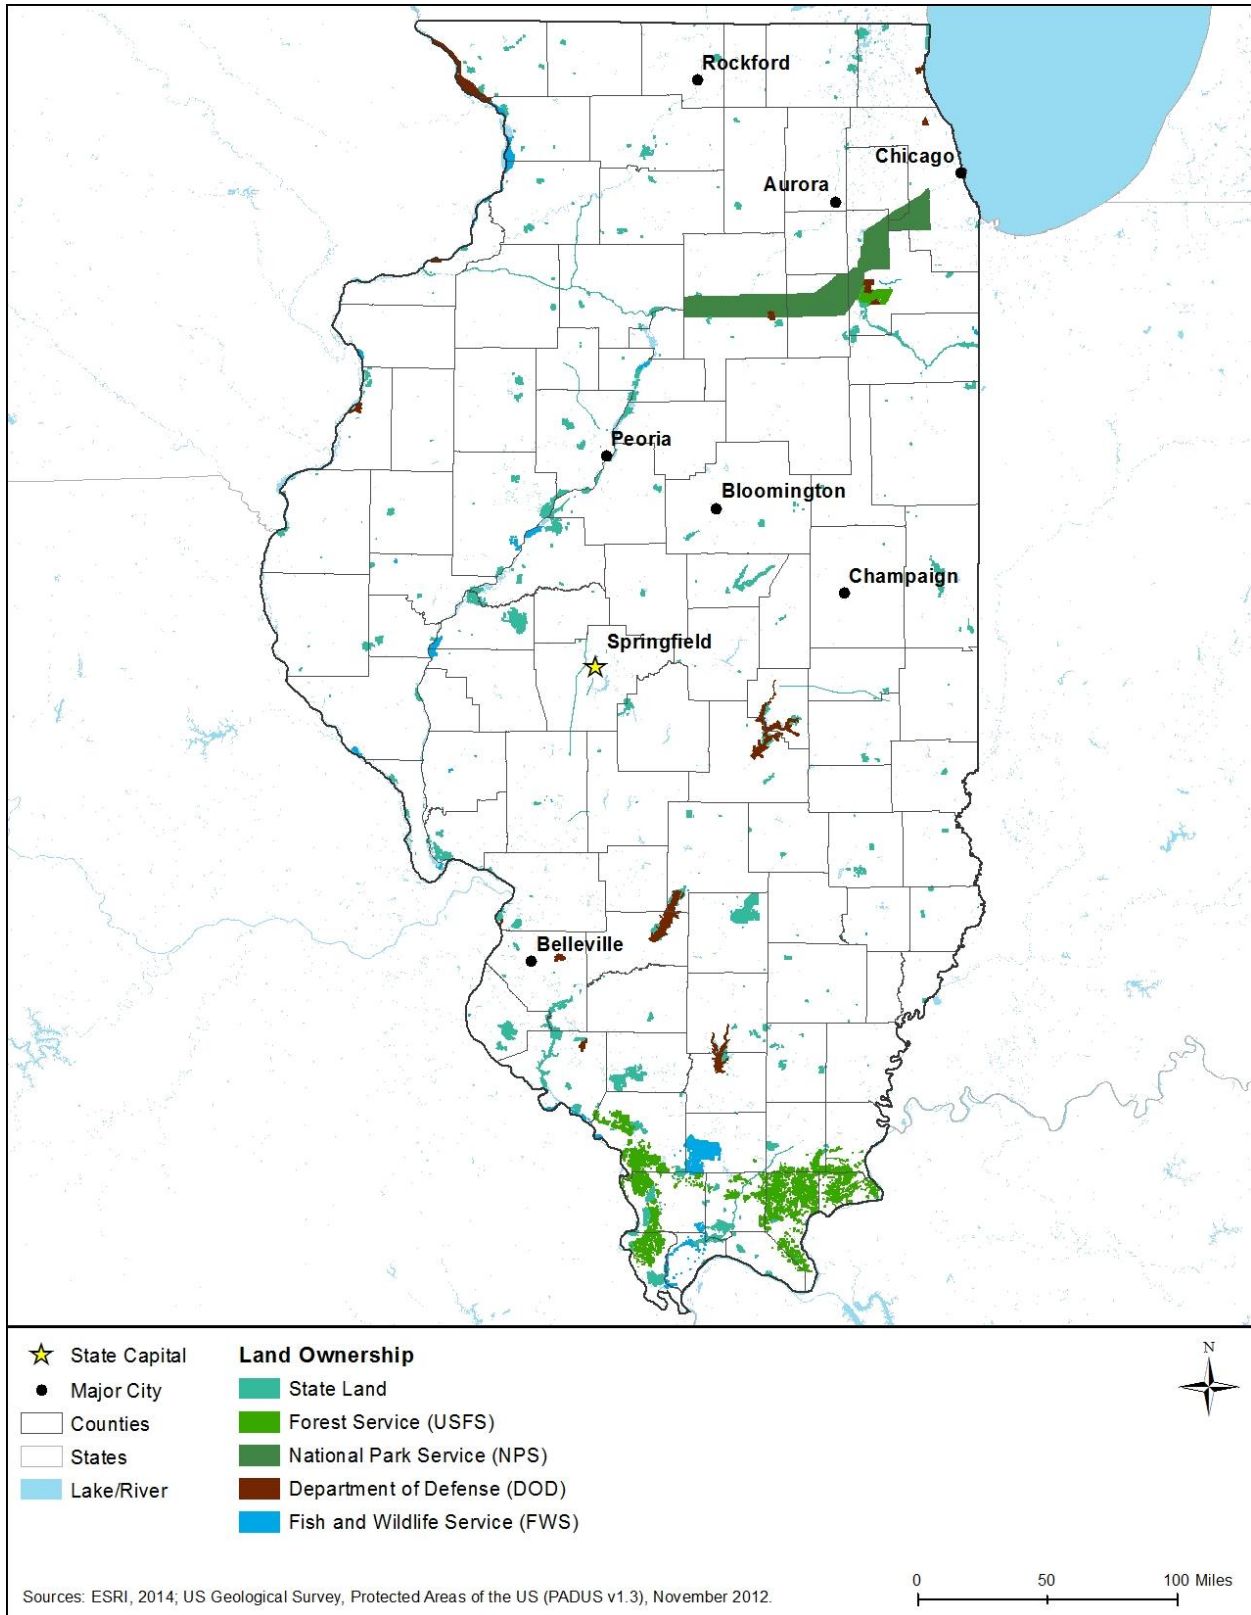 Rockford
Chicago
Aurora
Peoria
Bloomington
Champaign
Springfield
Belleville
State Capital
Major City
Counties
States
Lake/River
Land Ownership
State Land
Forest Service (USFS)
National Park Service (NPS)
Department of Defense (DOD)
Fish and Wildlife Service (FWS)
N
Sources: ESRI, 2014; US Geological Survey, Protected Areas of the US (PADUS v1.3), November 2012.
0 50 100 Miles